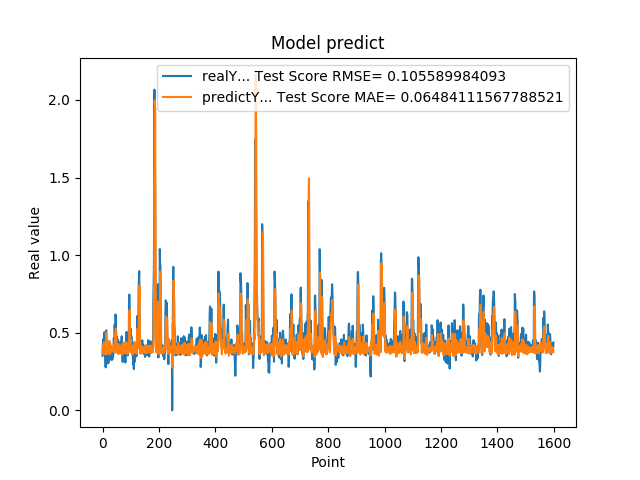 Model predict
realY... Test Score RMSE= 0.105589984093
predictY... Test Score MAE= 0.06484111567788521
Real value
2.0
1.5
1.0
0.5
0.0
0 200 400 600 800 1000 1200 1400 1600
Point